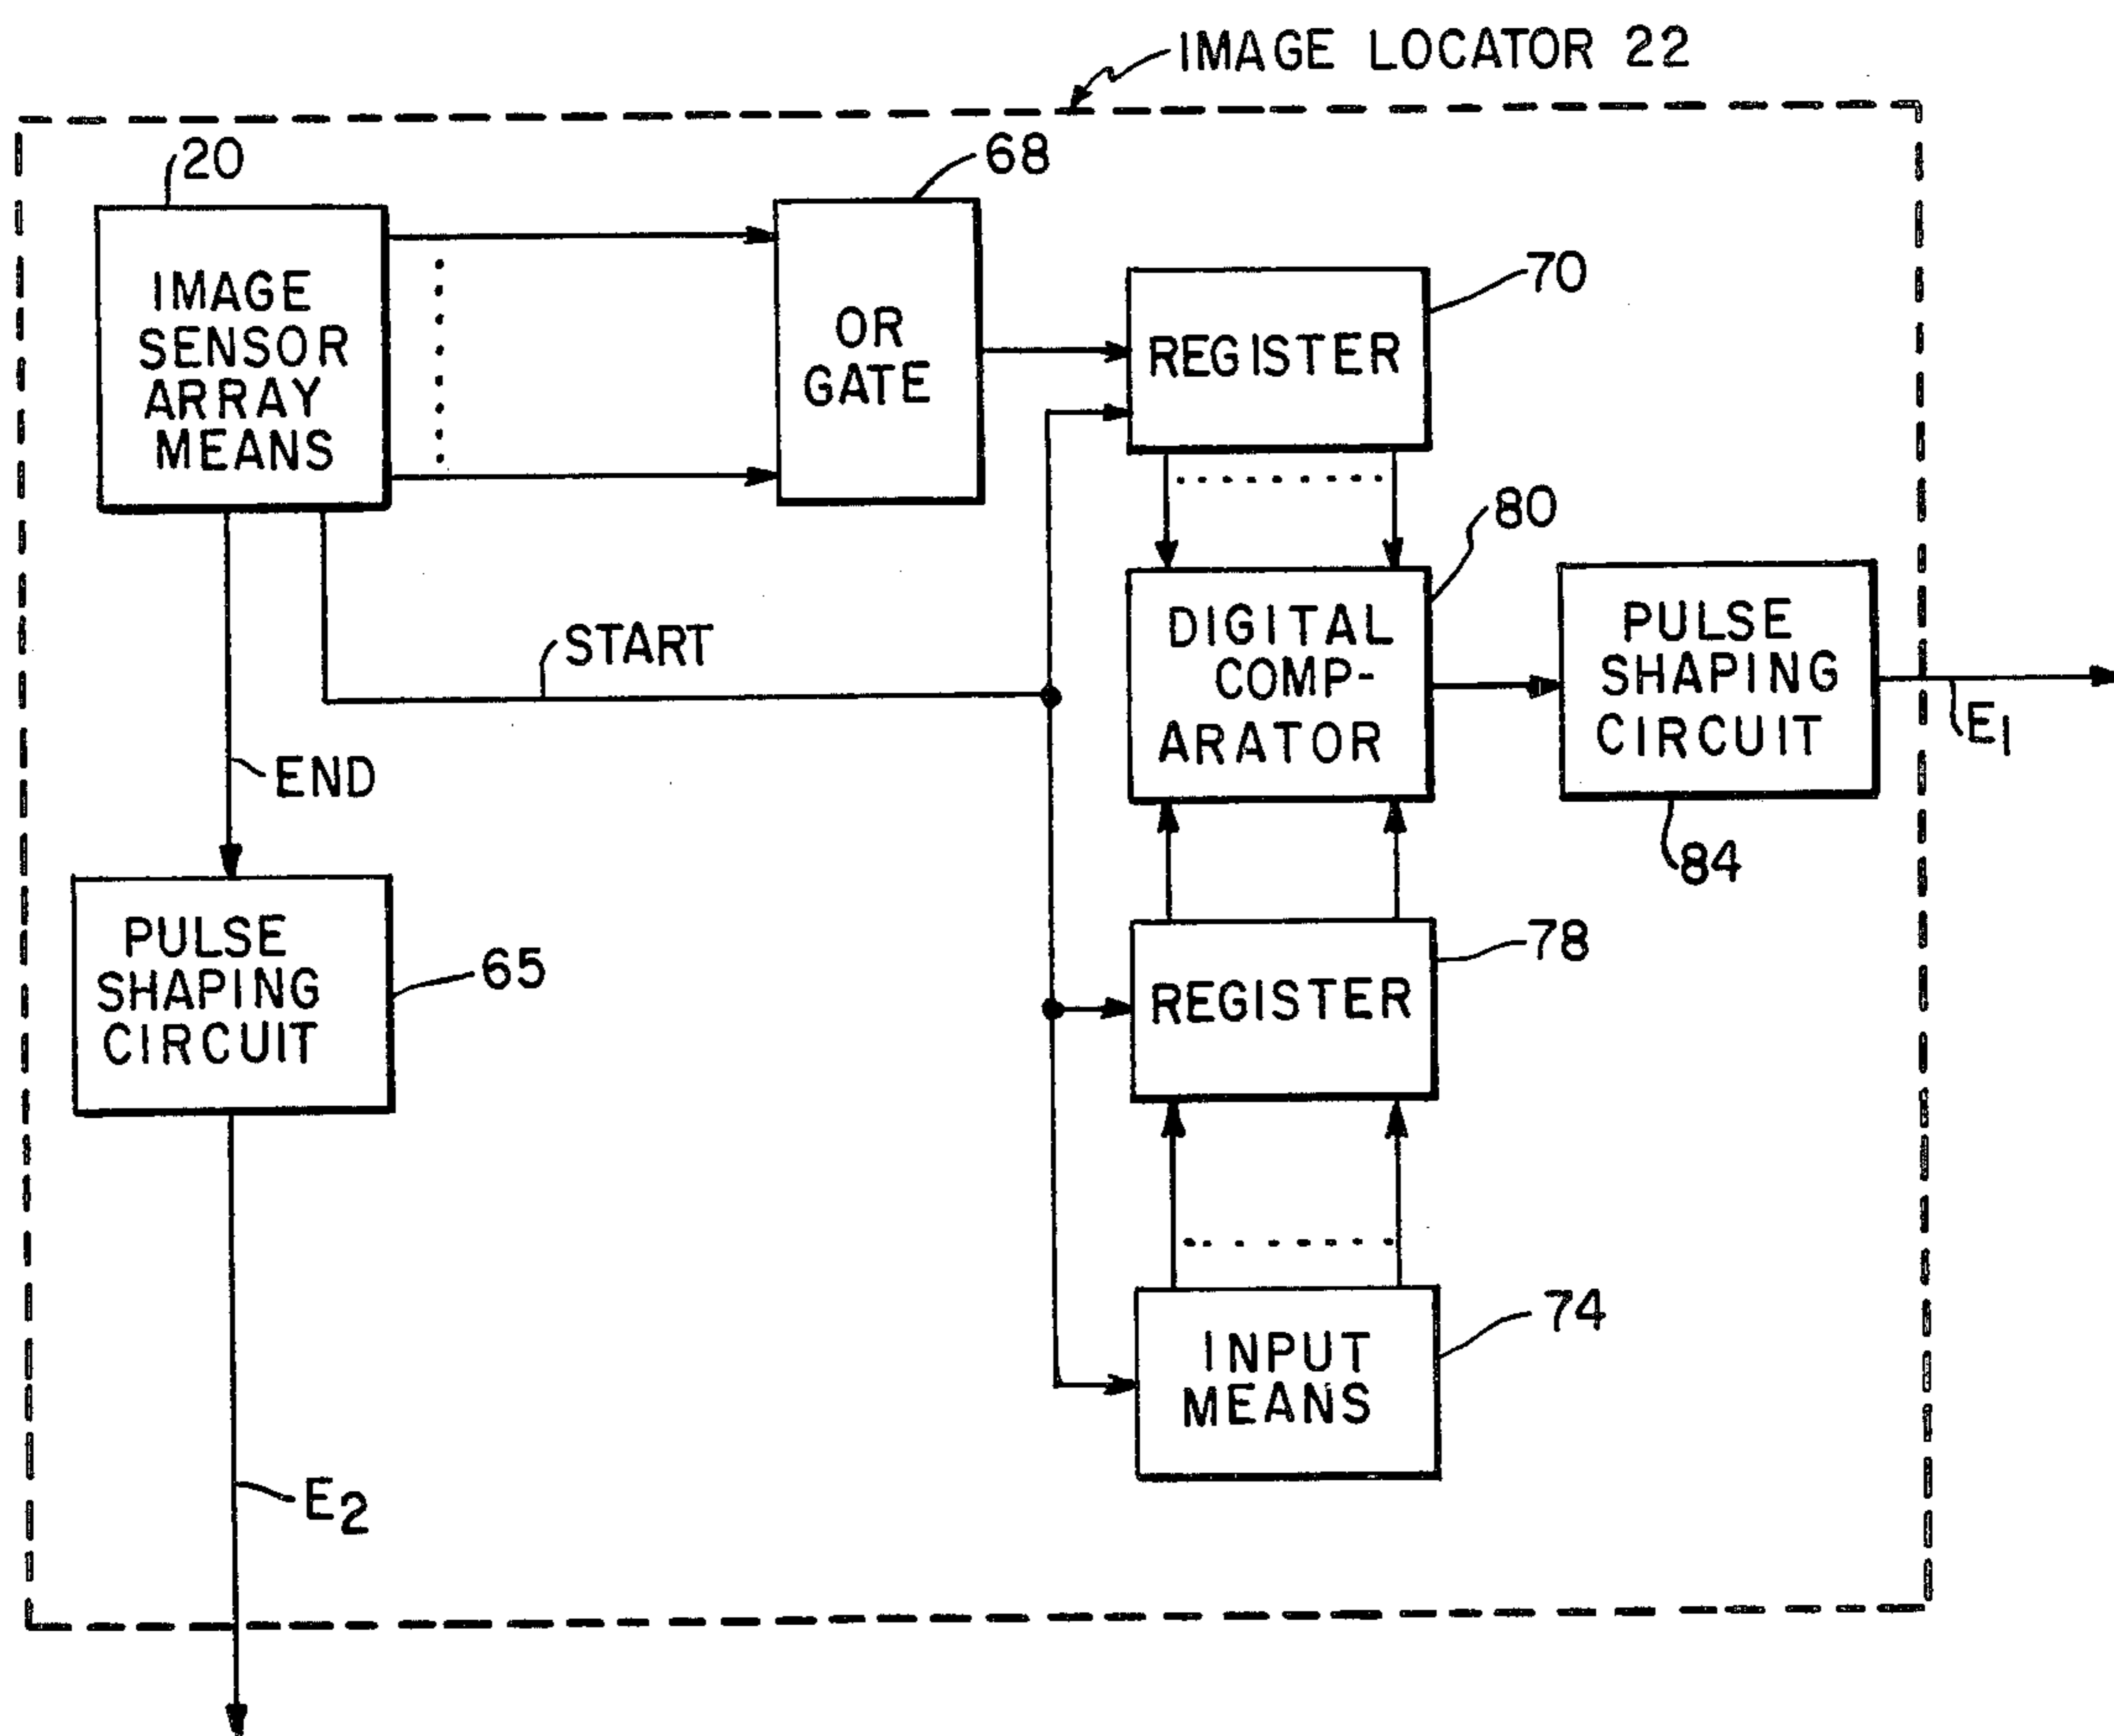 IMAGE LOCATOR 22
20
68
IMAGE
SENSOR
ARRAY
MEANS
OR
GATE
70
REGISTER
80
START
DIGITAL
COMP-
ARATOR
PULSE
SHAPING
CIRCUIT
E1
END
84
PULSE
SHAPING
CIRCUIT
65
78
REGISTER
74
INPUT
MEANS
E2